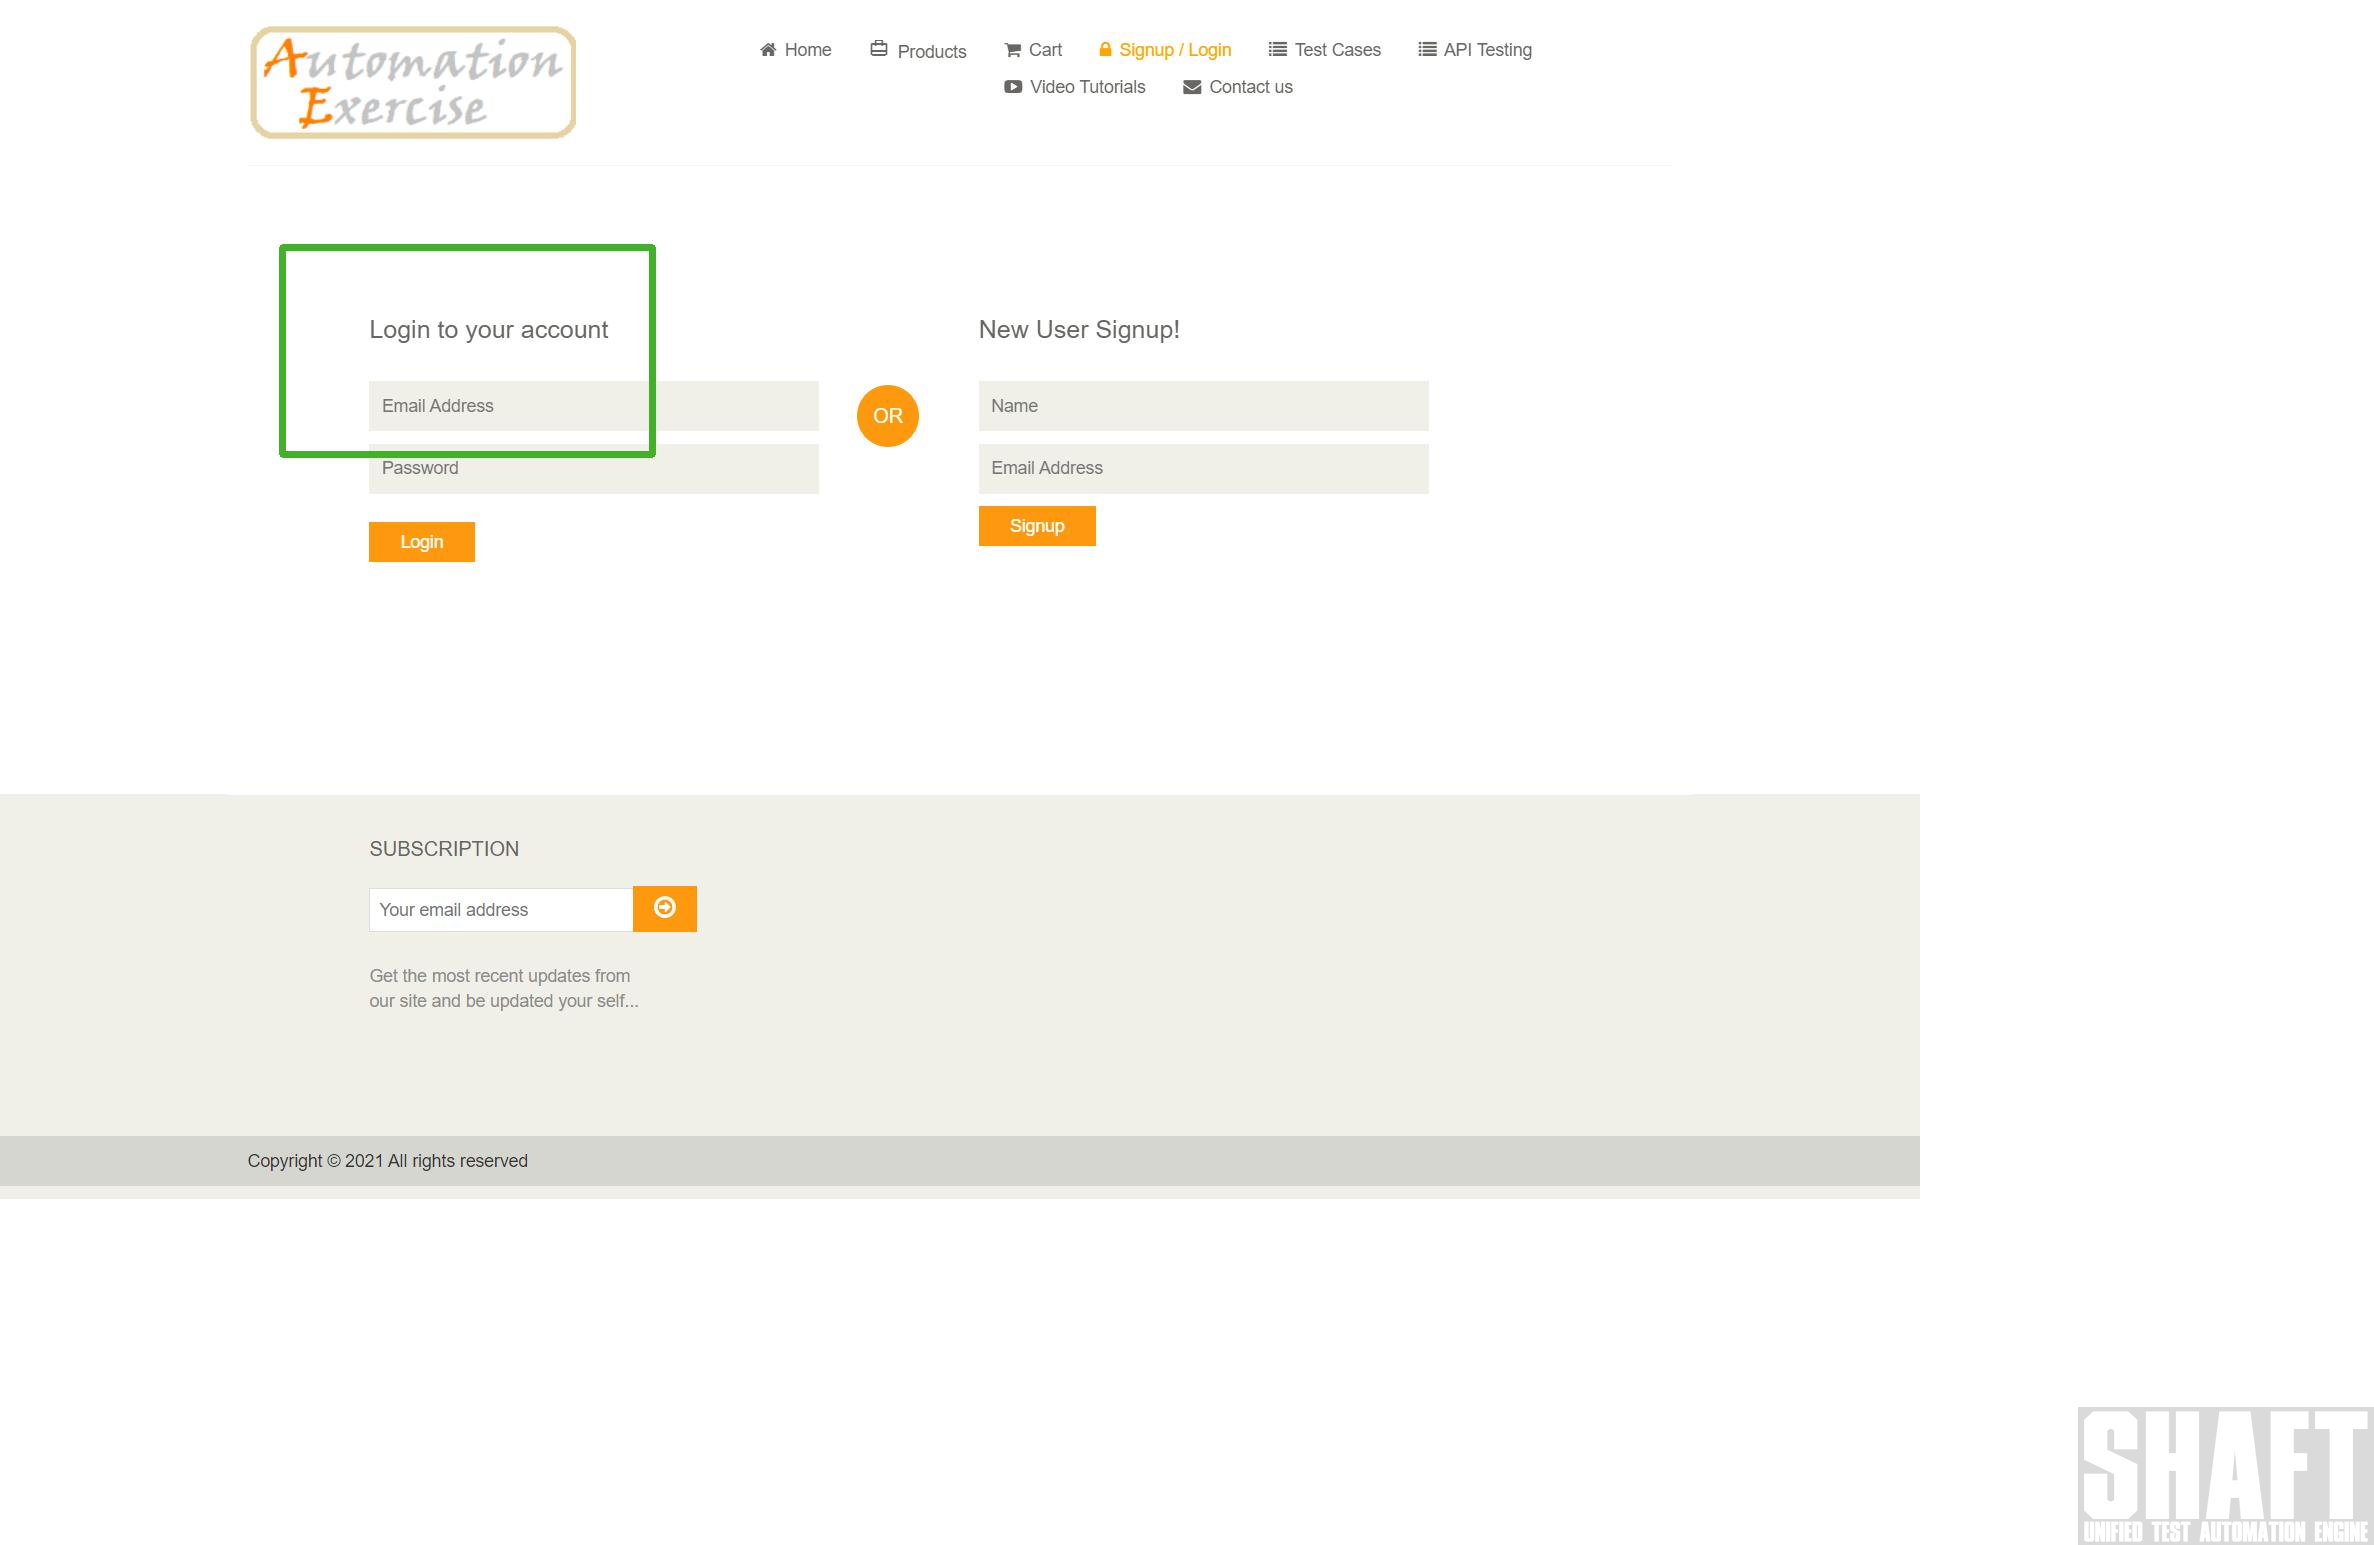 Automation
Exercise
Home
Products
Cart
Signup / Login
Test Cases
API Testing
Video Tutorials
Contact us
Login to your account
Email Address
Password
Login
OR
New User Signup!
Name
Email Address
Signup
SUBSCRIPTION
Your email address
Get the most recent updates from
our site and be updated your self...
Copyright © 2021 All rights reserved
SHAFT
UNIFIED TEST AUTOMATION ENGINE